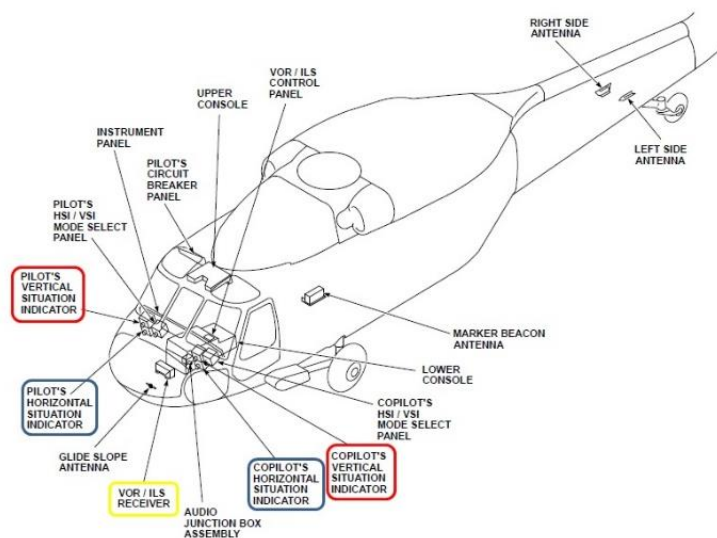 RIGHT SIDE
ANTENNA
VOR / ILS
CONTROL
PANEL
UPPER
CONSOLE
INSTRUMENT
PANEL
LEFT SIDE
ANTENNA
PILOT'S
CIRCUIT
BREAKER
PANEL
PILOT'S
HSI / VSI
MODE SELECT
PANEL
PILOT'S
VERTICAL
SITUATION
INDICATOR
MARKER BEACON
ANTENNA
LOWER
CONSOLE
PILOT'S
HORIZONTAL
SITUATION
INDICATOR
COPILOT'S
HSI / VSI
MODE SELECT
PANEL
GLIDE SLOPE
ANTENNA
COPILOT'S
HORIZONTAL
SITUATION
INDICATOR
COPILOT'S
VERTICAL
SITUATION
INDICATOR
VOR / ILS
RECEIVER
AUDIO
JUNCTION BOX
ASSEMBLY